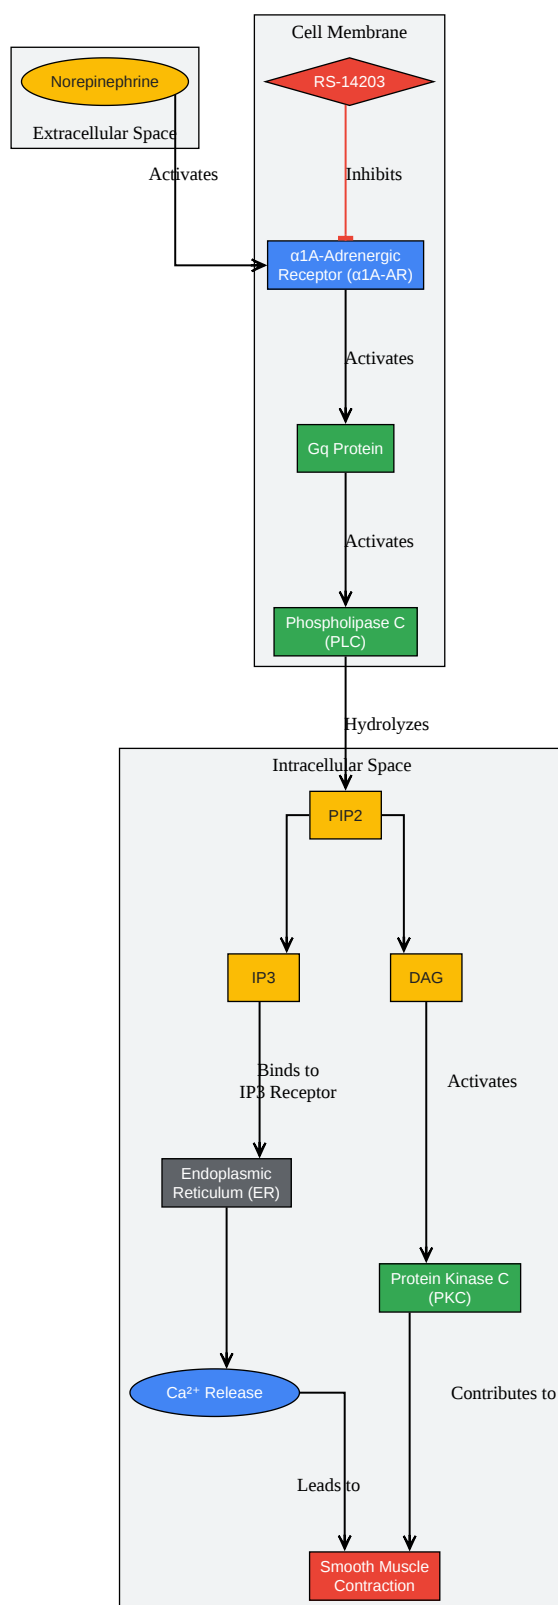 Cell Membrane
Norepinephrine
RS-14203
Extracellular Space
Activates
Inhibits
α1A-Adrenergic
Receptor (α1A-AR)
Activates
Gq Protein
Activates
Phospholipase C
(PLC)
Hydrolyzes
Intracellular Space
PIP2
IP3
DAG
Binds to
IP3 Receptor
Activates
Endoplasmic
Reticulum (ER)
Protein Kinase C
(PKC)
Ca²⁺ Release
Contributes to
Leads to
Smooth Muscle
Contraction